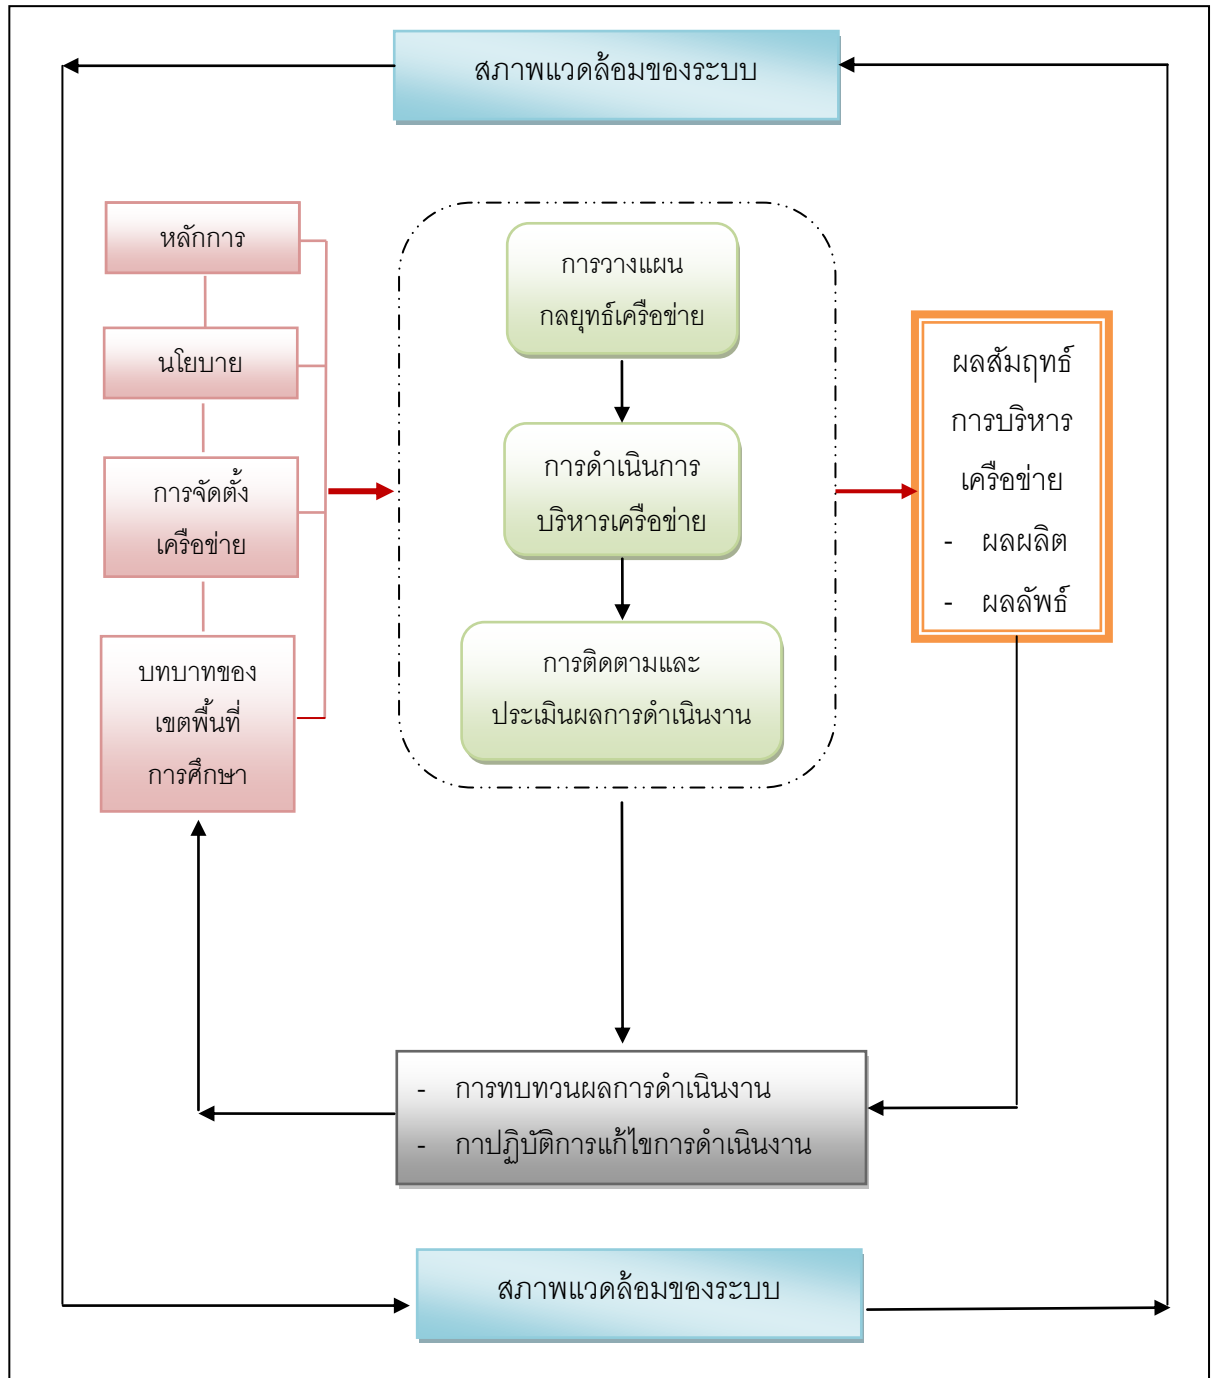 สภาพแวดล้อมของระบบ
หลักการ
นโยบาย
การจัดตั้ง
เครือข่าย
บทบาทของ
เขตพื้นที่
การศึกษา
การวางแผน
กลยุทธ์เครือข่าย
การดำเนินการ
บริหารเครือข่าย
การติดตามและ
ประเมินผลการดำเนินงาน
ผลสัมฤทธ์
การบริหาร
เครือข่าย
- ผลผลิต
- ผลลัพธ์
- การทบทวนผลการดำเนินงาน
- กาปฏิบัติการแก้ไขการดำเนินงาน
สภาพแวดล้อมของระบบ